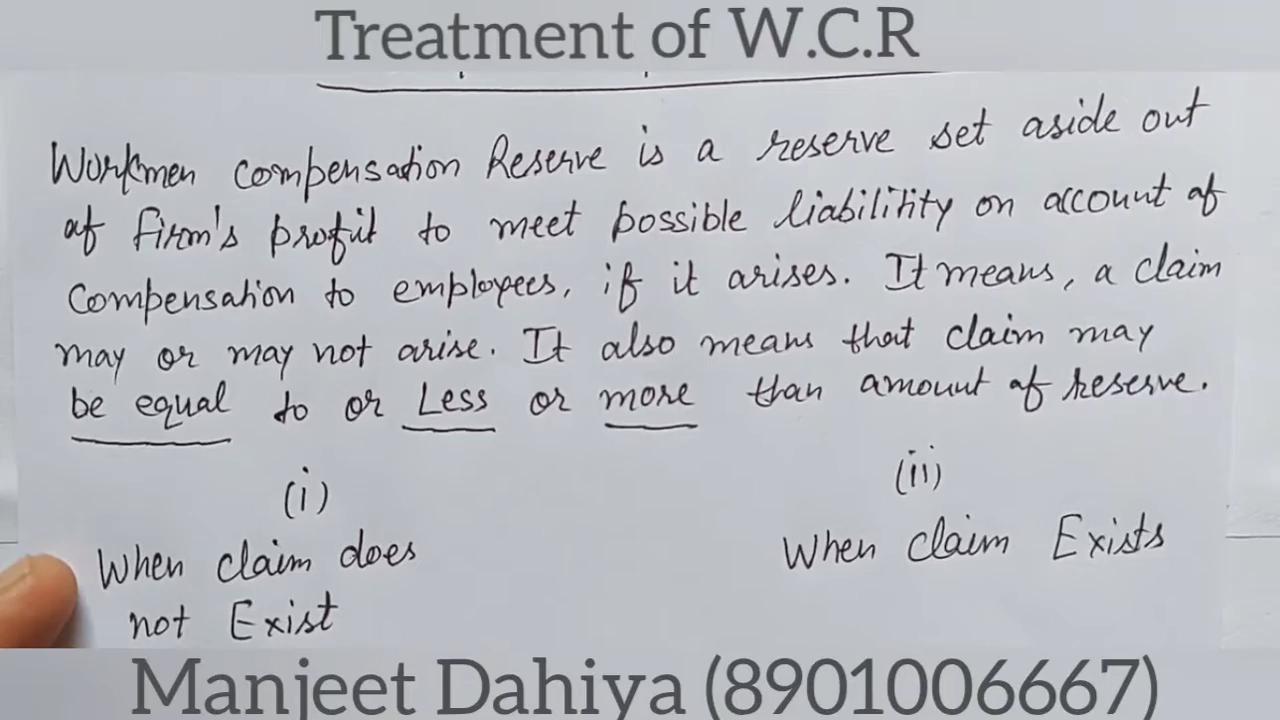 Treatment of W.C.R
Workmen compensation Reserve is a reserve set aside out
of firm's profit to meet possible liability on account of
compensation to employees, if it arises. It means, a claim
may or may not arise. It also means that claim may
be equal to or Less or more than amount of reserve.
(i)
When claim does
not Exist
(ii)
When claim Exists
Manjeet Dahiya (8901006667)